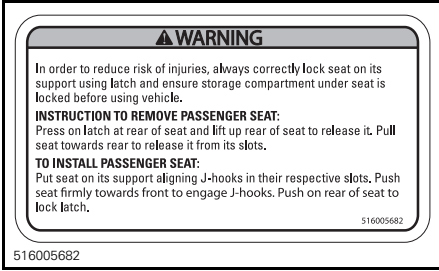 WARNING
In order to reduce risk of injuries, always correctly lock seat on its
support using latch and ensure storage compartment under seat is
locked before using vehicle.
INSTRUCTION TO REMOVE PASSENGER SEAT:
Press on latch at rear of seat and lift up rear of seat to release it. Pull
seat towards rear to release it from its slots.
TO INSTALL PASSENGER SEAT:
Put seat on its support aligning J-hooks in their respective slots. Push
seat firmly towards front to engage J-hooks. Push on rear of seat to
lock latch.
516005682
516005682